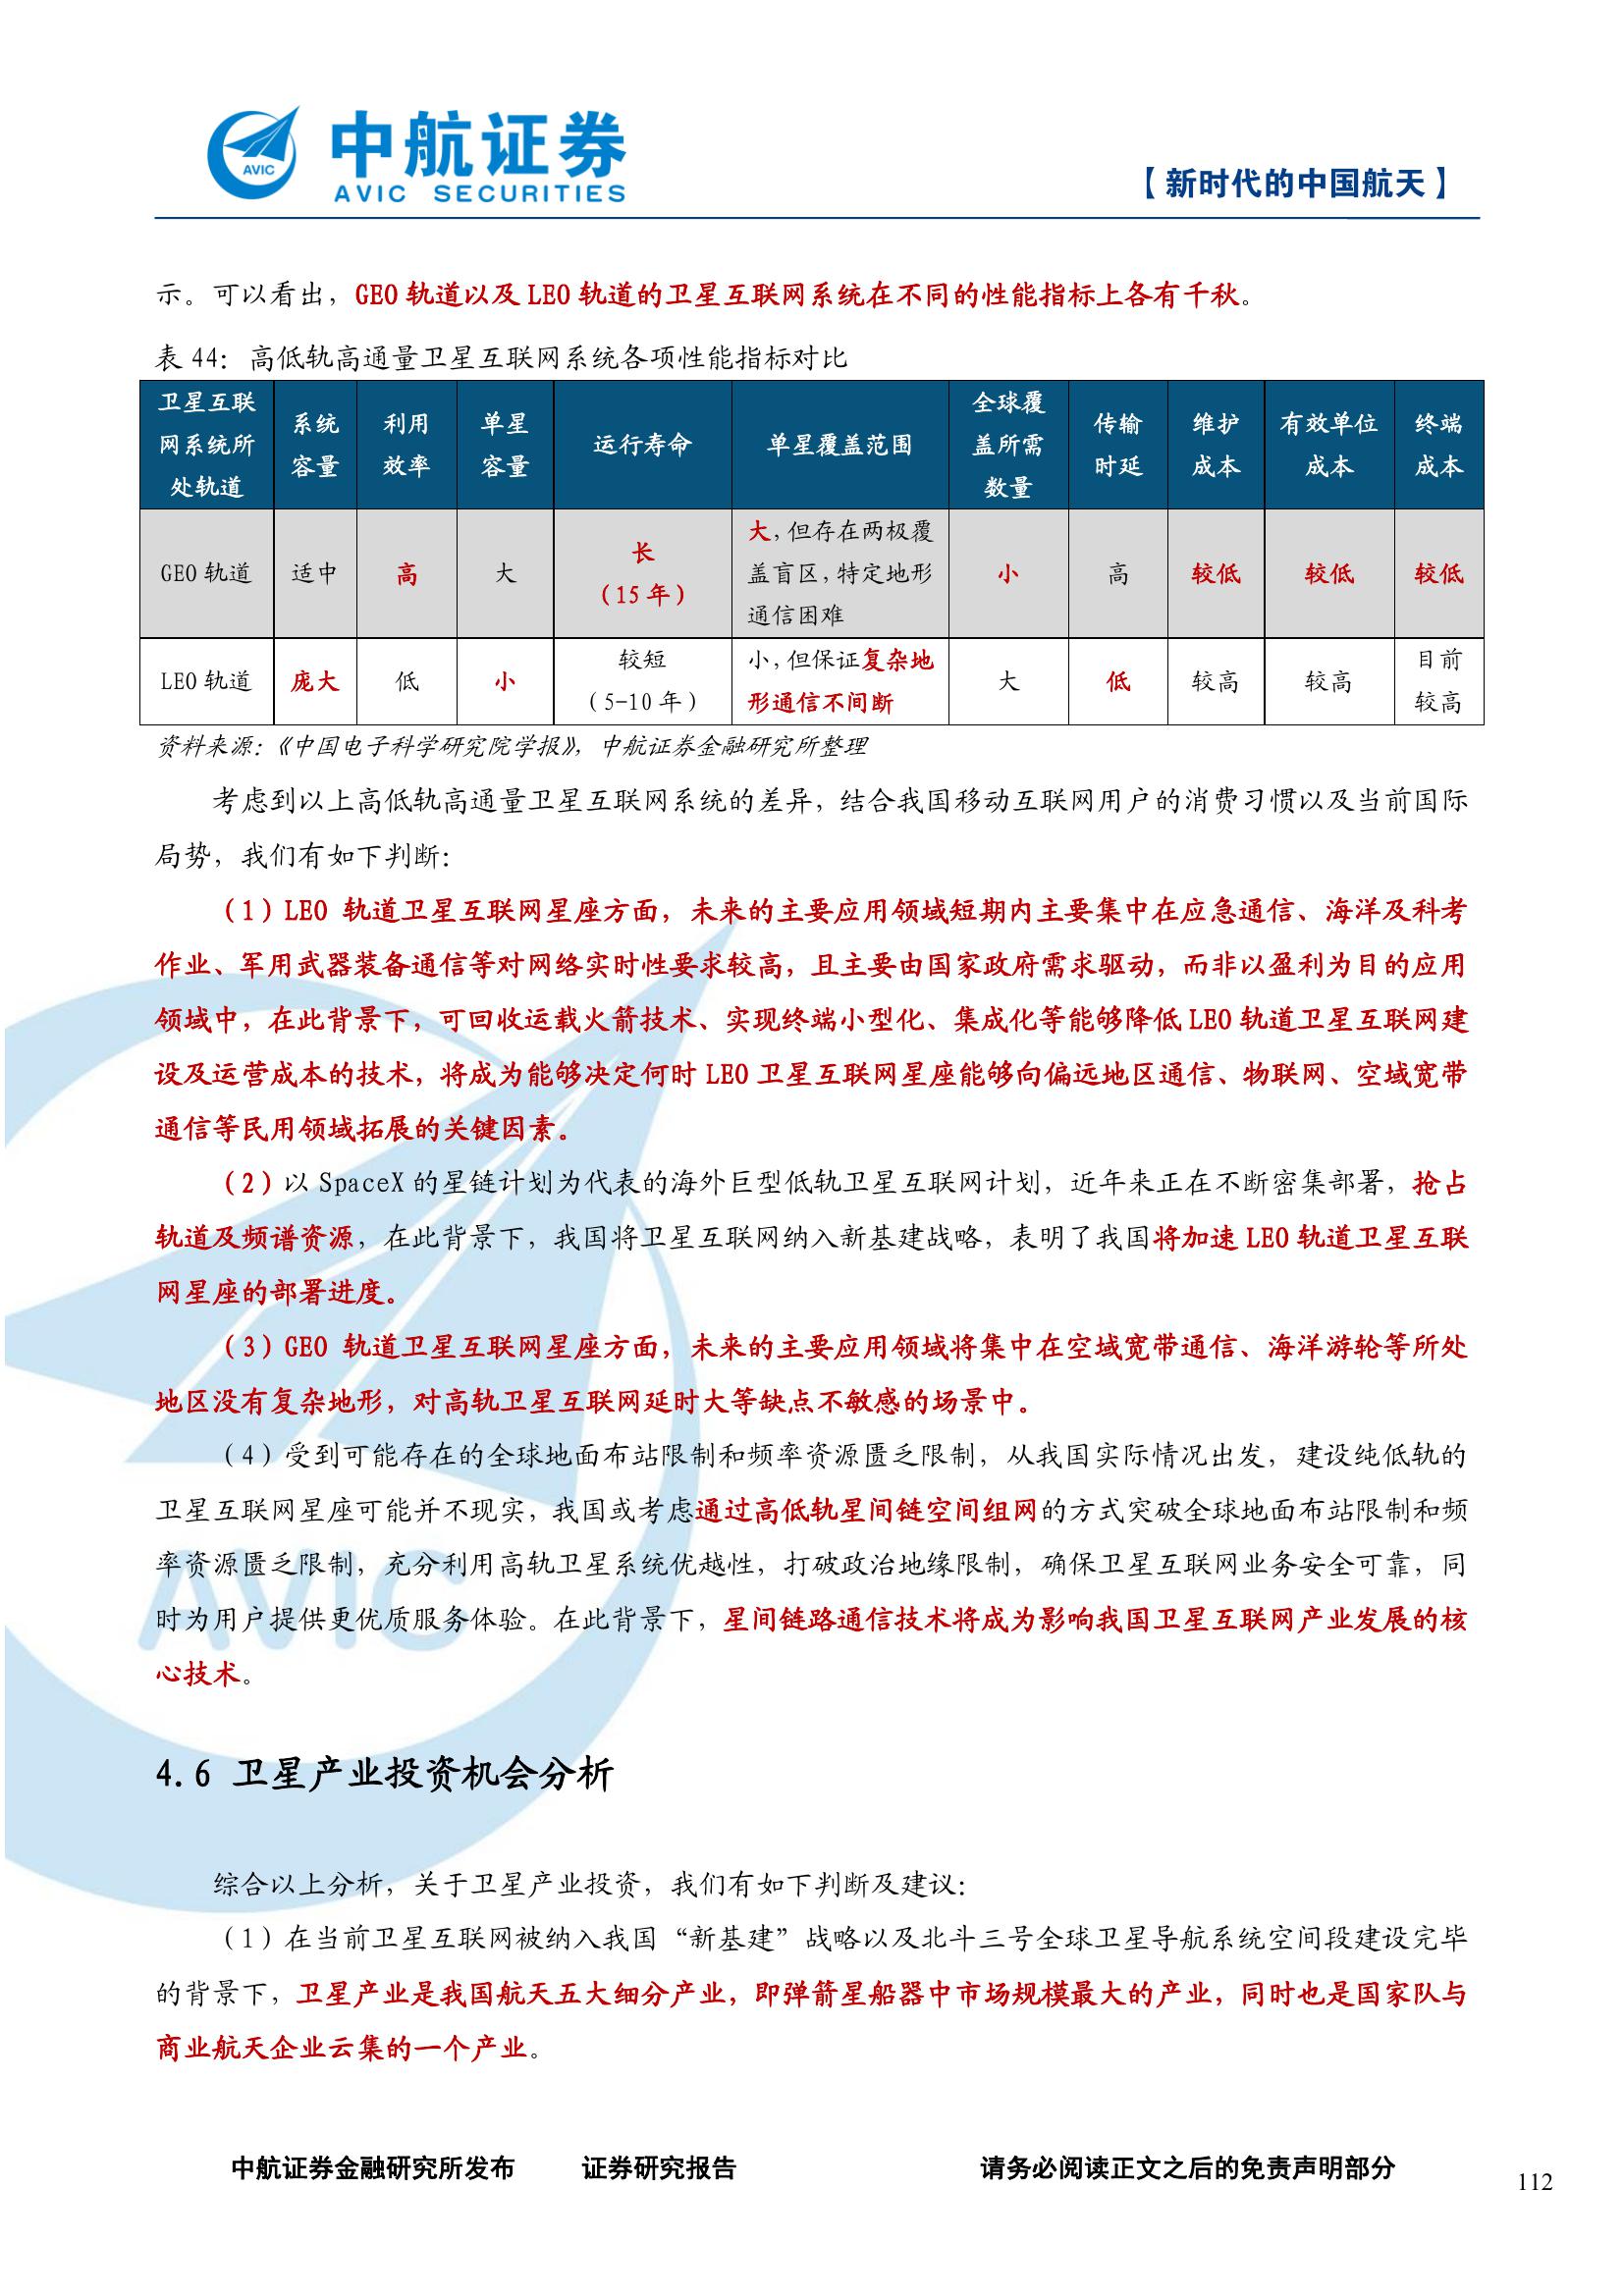 AVIC
中航证券
AVIC SECURITIES
【新时代的中国航天】
示。可以看出，GEO 轨道以及 LEO 轨道的卫星互联网系统在不同的性能指标上各有千秋。
表 44：高低轨高通量卫星互联网系统各项性能指标对比
卫星互联网系统所处轨道 系统容量 利用效率 单星容量 运行寿命 单星覆盖范围 全球覆盖所需数量 传输时延 维护成本 有效单位成本 终端成本
GEO 轨道 适中 高 大 长（15 年） 大，但存在两极覆盖盲区，特定地形通信困难 小 高 较低 较低 较低
LEO 轨道 庞大 低 小 较短（5-10 年） 小，但保证复杂地形通信不间断 大 低 较高 较高 目前较高
资料来源：《中国电子科学研究院学报》，中航证券金融研究所整理
考虑到以上高低轨高通量卫星互联网系统的差异，结合我国移动互联网用户的消费习惯以及当前国际
局势，我们有如下判断：
（1）LEO 轨道卫星互联网星座方面，未来的主要应用领域短期内主要集中在应急通信、海洋及科考
作业、军用武器装备通信等对网络实时性要求较高，且主要由国家政府需求驱动，而非以盈利为目的应用
领域中，在此背景下，可回收运载火箭技术、实现终端小型化、集成化等能够降低 LEO 轨道卫星互联网建
设及运营成本的技术，将成为能够决定何时 LEO 卫星互联网星座能够向偏远地区通信、物联网、空域宽带
通信等民用领域拓展的关键因素。
（2）以 SpaceX 的星链计划为代表的海外巨型低轨卫星互联网计划，近年来正在不断密集部署，抢占
轨道及频谱资源，在此背景下，我国将卫星互联网纳入新基建战略，表明了我国将加速 LEO 轨道卫星互联
网星座的部署进度。
（3）GEO 轨道卫星互联网星座方面，未来的主要应用领域将集中在空域宽带通信、海洋游轮等所处
地区没有复杂地形，对高轨卫星互联网延时大等缺点不敏感的场景中。
（4）受到可能存在的全球地面布站限制和频率资源匮乏限制，从我国实际情况出发，建设纯低轨的
卫星互联网星座可能并不现实，我国或考虑通过高低轨星间链空间组网的方式突破全球地面布站限制和频
率资源匮乏限制，充分利用高轨卫星系统优越性，打破政治地缘限制，确保卫星互联网业务安全可靠，同
时为用户提供更优质服务体验。在此背景下，星间链路通信技术将成为影响我国卫星互联网产业发展的核
心技术。
4.6 卫星产业投资机会分析
综合以上分析，关于卫星产业投资，我们有如下判断及建议：
（1）在当前卫星互联网被纳入我国“新基建”战略以及北斗三号全球卫星导航系统空间段建设完毕
的背景下，卫星产业是我国航天五大细分产业，即弹箭星船器中市场规模最大的产业，同时也是国家队与
商业航天企业云集的一个产业。
中航证券金融研究所发布 证券研究报告 请务必阅读正文之后的免责声明部分
112
AVIC